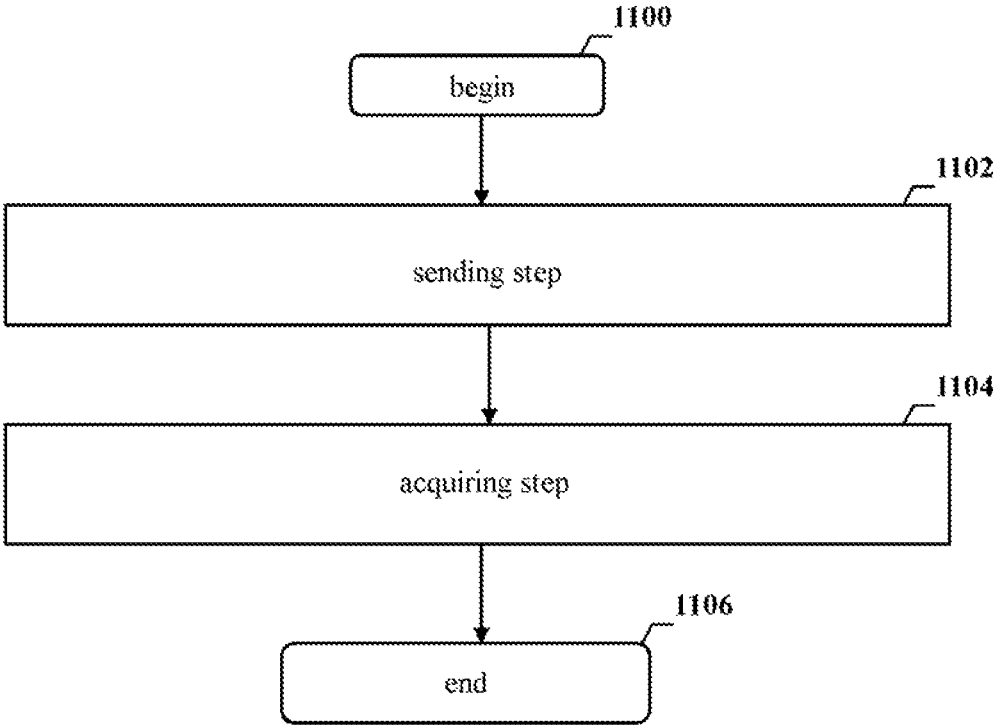 1100
begin
1102
sending step
1104
acquiring step
1106
end